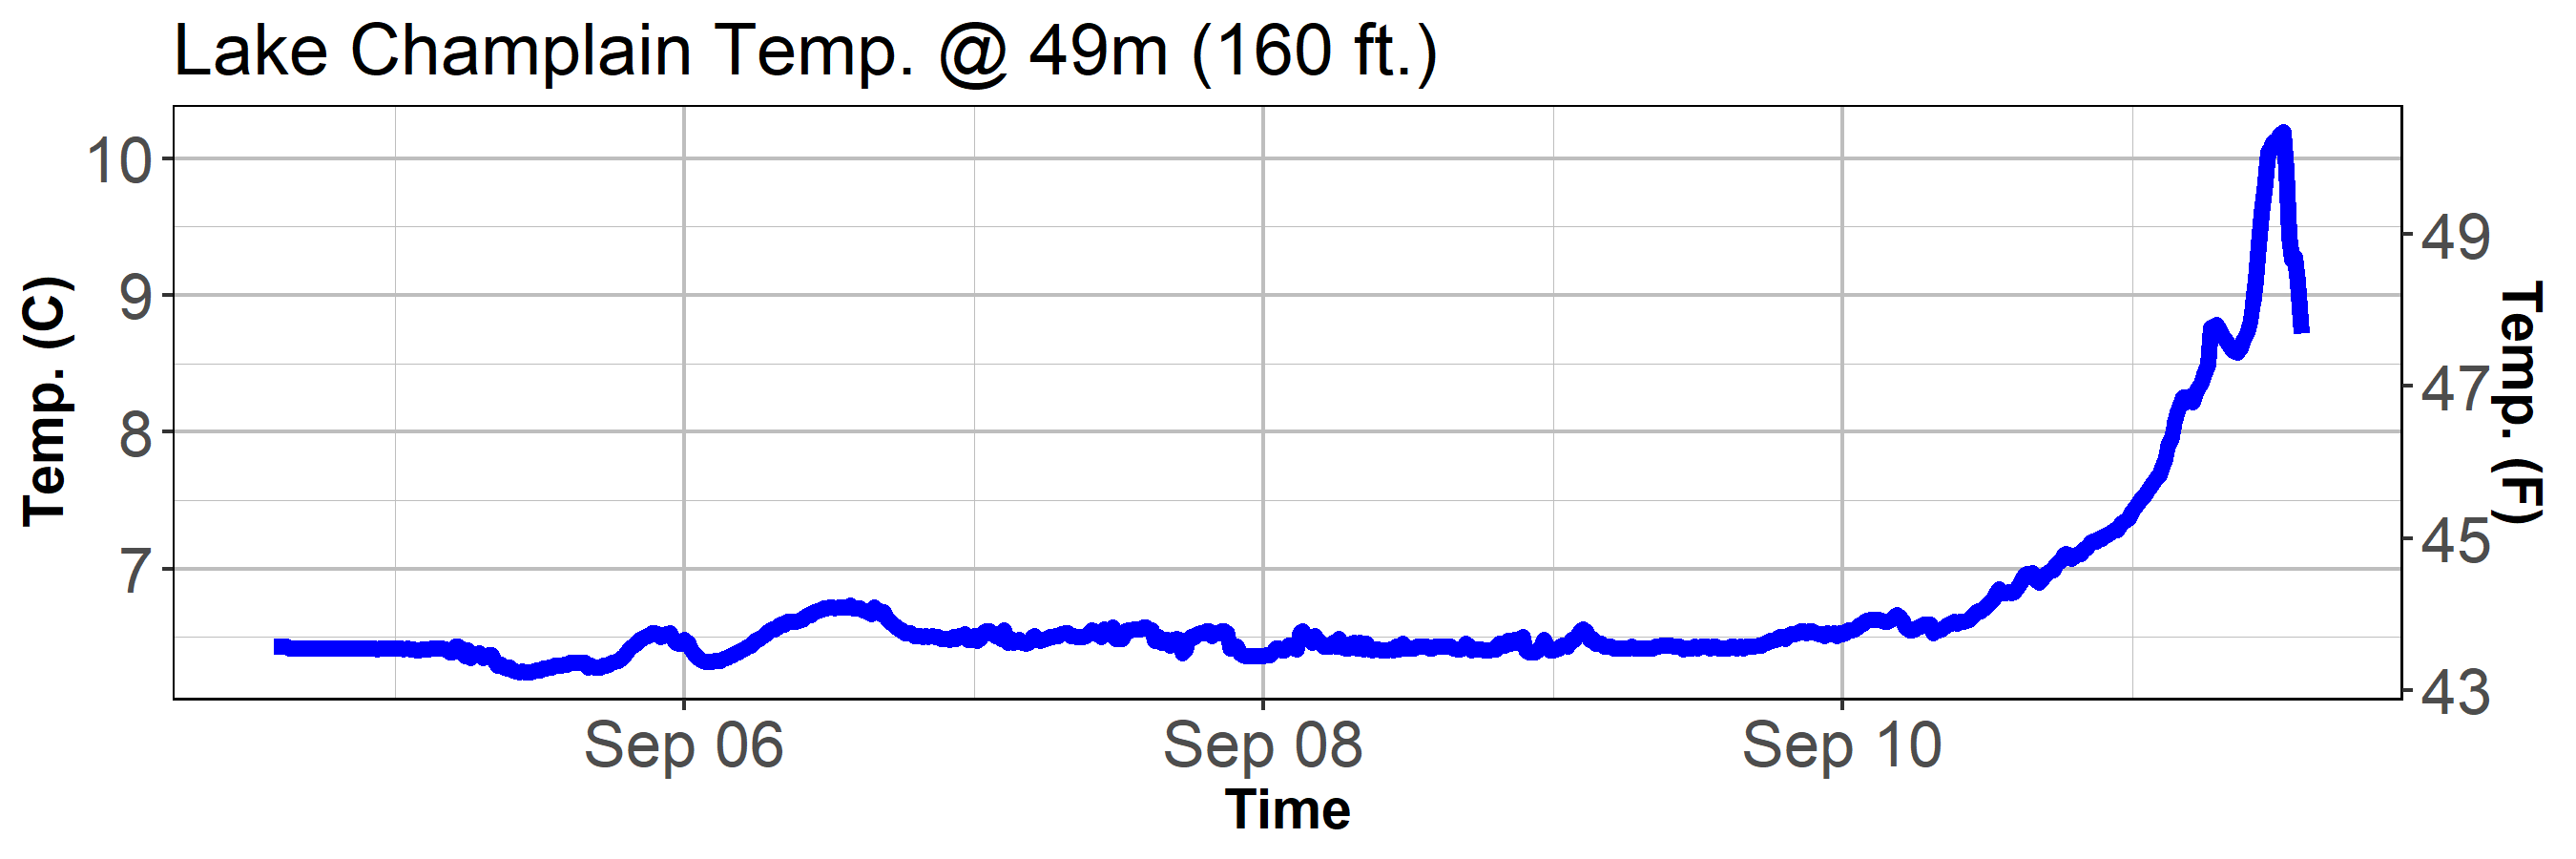 Lake Champlain Temp. @ 49m (160 ft.)
Temp. (C)
10
9
8
7
49
47
45
43
Temp. (F)
Sep 06 Sep 08 Sep 10
Time